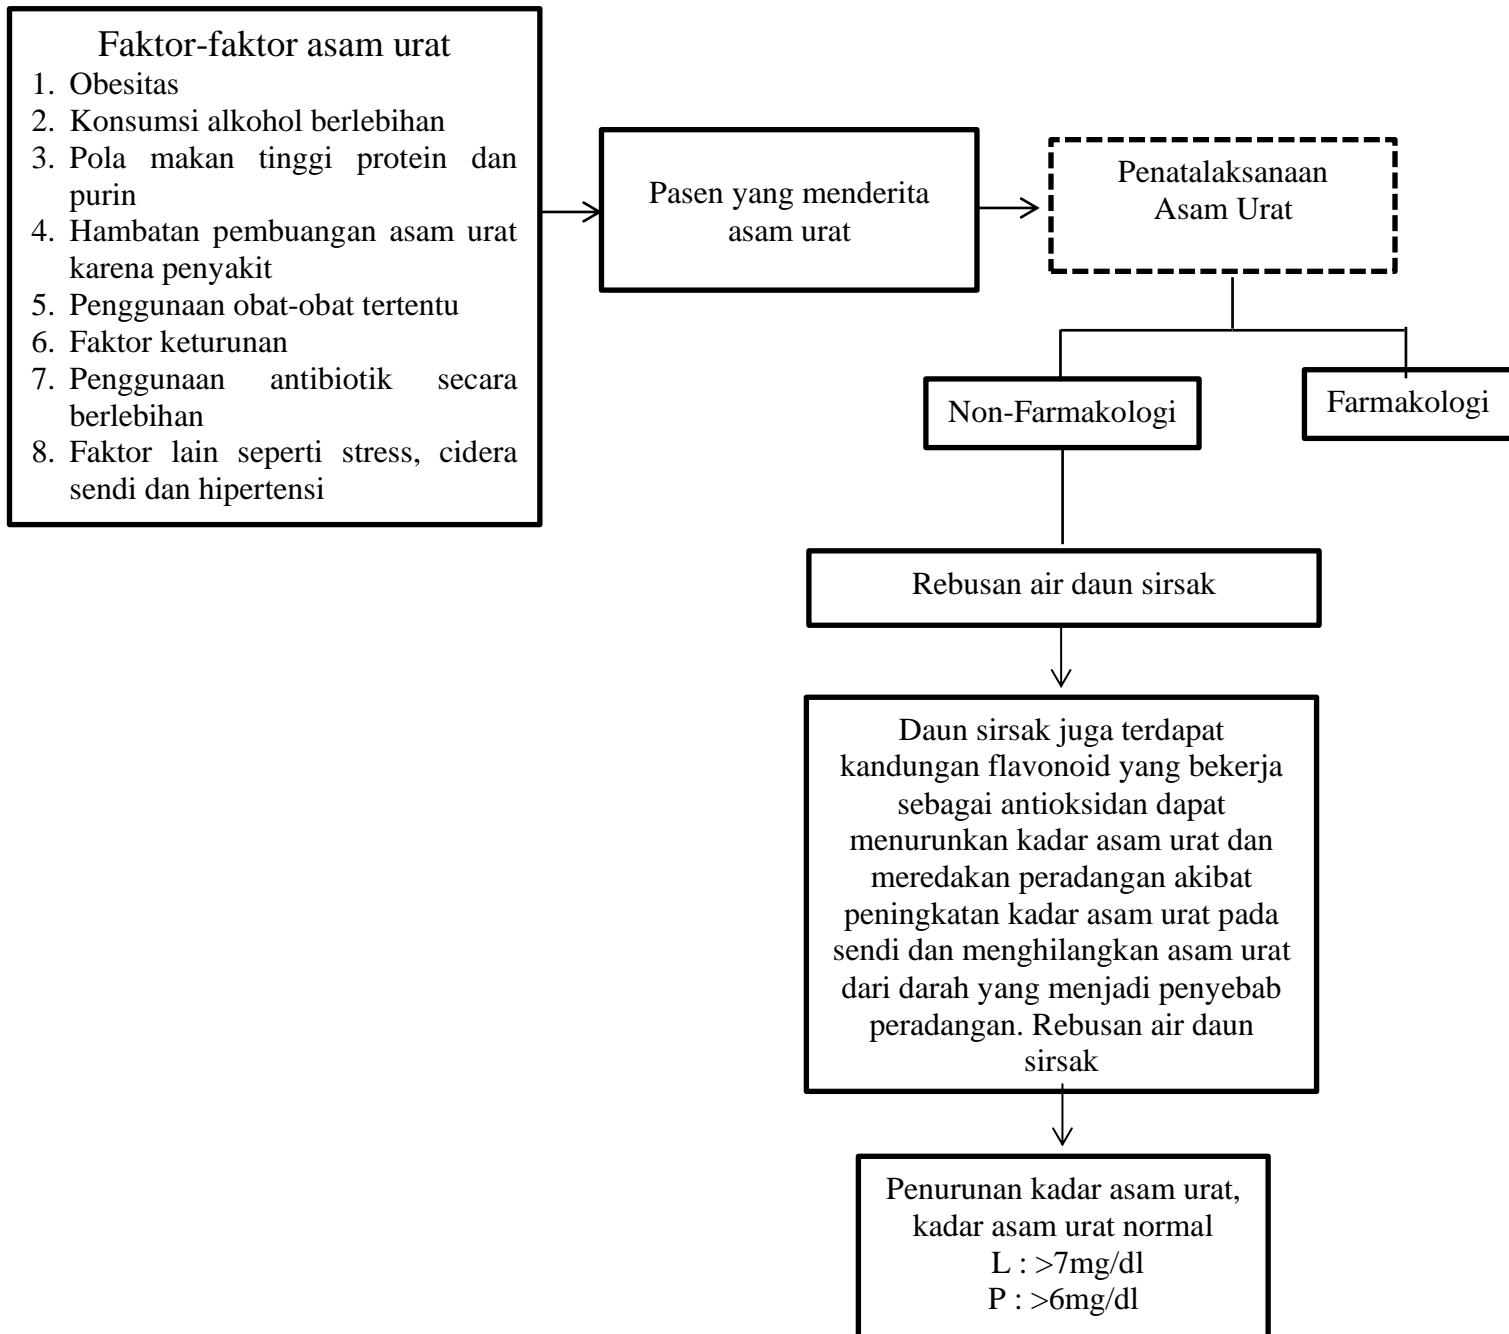 Faktor-faktor asam urat
1. Obesitas
2. Konsumsi alkohol berlebihan
3. Pola makan tinggi protein dan
purin
4. Hambatan pembuangan asam urat
karena penyakit
5. Penggunaan obat-obat tertentu
6. Faktor keturunan
7. Penggunaan antibiotik secara
berlebihan
8. Faktor lain seperti stress, cidera
sendi dan hipertensi
Pasen yang menderita
asam urat
Penatalaksanaan
Asam Urat
Non-Farmakologi
Farmakologi
Rebusan air daun sirsak
Daun sirsak juga terdapat
kandungan flavonoid yang bekerja
sebagai antioksidan dapat
menurunkan kadar asam urat dan
meredakan peradangan akibat
peningkatan kadar asam urat pada
sendi dan menghilangkan asam urat
dari darah yang menjadi penyebab
peradangan. Rebusan air daun
sirsak
Penurunan kadar asam urat,
kadar asam urat normal
L : >7mg/dl
P : >6mg/dl